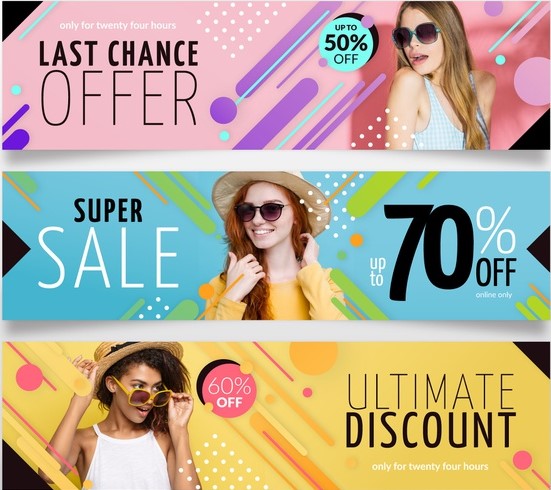 only for twenty four hours
LAST CHANCE
OFFER
UP TO
50%
OFF
SUPER
SALE
up
to
70%
OFF
online only
60%
OFF
ULTIMATE
DISCOUNT
only for twenty four hours